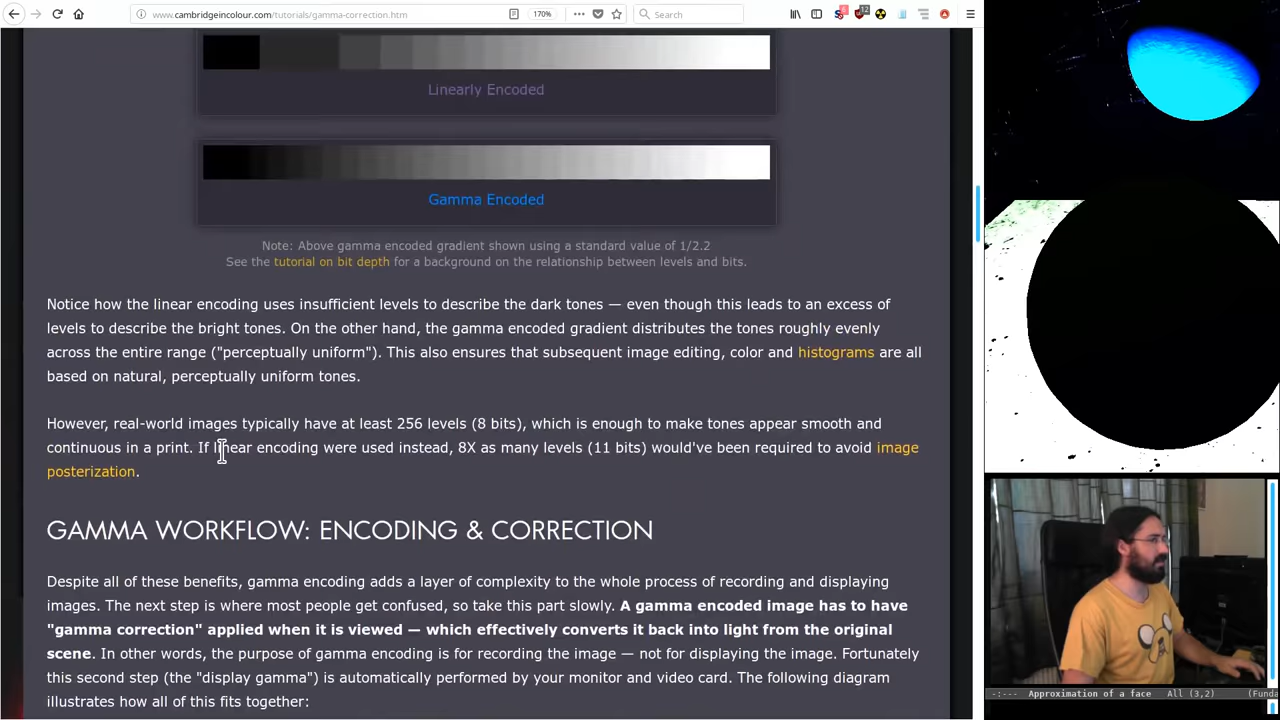 www.cambridgeincolour.com/tutorials/gamma-correction.htm
170%
Search
Linearly Encoded
Gamma Encoded
Note: Above gamma encoded gradient shown using a standard value of 1/2.2
See the tutorial on bit depth for a background on the relationship between levels and bits.
Notice how the linear encoding uses insufficient levels to describe the dark tones — even though this leads to an excess of
levels to describe the bright tones. On the other hand, the gamma encoded gradient distributes the tones roughly evenly
across the entire range ("perceptually uniform"). This also ensures that subsequent image editing, color and histograms are all
based on natural, perceptually uniform tones.
However, real-world images typically have at least 256 levels (8 bits), which is enough to make tones appear smooth and
continuous in a print. If linear encoding were used instead, 8X as many levels (11 bits) would've been required to avoid image
posterization.
GAMMA WORKFLOW: ENCODING & CORRECTION
Despite all of these benefits, gamma encoding adds a layer of complexity to the whole process of recording and displaying
images. The next step is where most people get confused, so take this part slowly. A gamma encoded image has to have
"gamma correction" applied when it is viewed — which effectively converts it back into light from the original
scene. In other words, the purpose of gamma encoding is for recording the image — not for displaying the image. Fortunately
this second step (the "display gamma") is automatically performed by your monitor and video card. The following diagram
illustrates how all of this fits together:
-:--- Approximation of a face All (3,2) (Funda